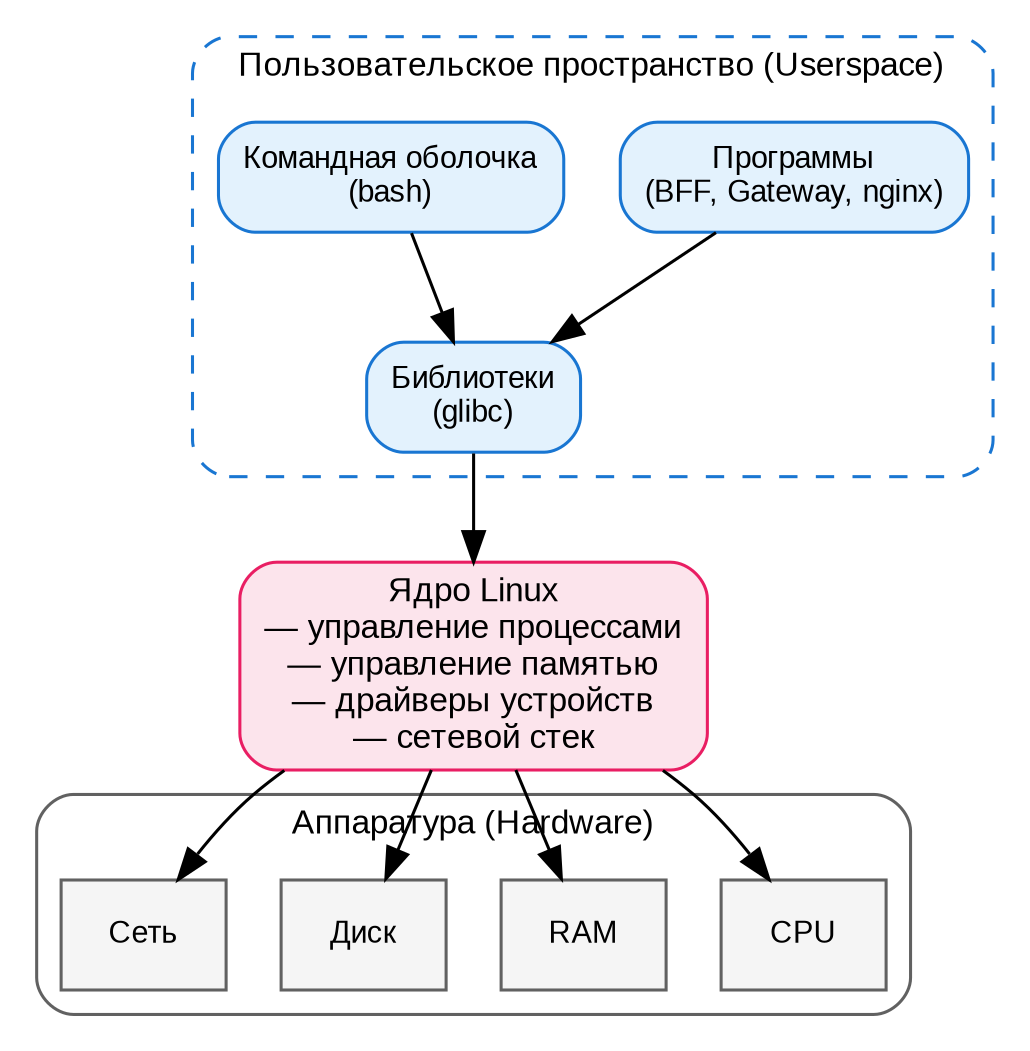 Пользовательское пространство (Userspace)
Командная оболочка
(bash)
Программы
(BFF, Gateway, nginx)
Библиотеки
(glibc)
Ядро Linux
— управление процессами
— управление памятью
— драйверы устройств
— сетевой стек
Аппаратура (Hardware)
Сеть
Диск
RAM
CPU